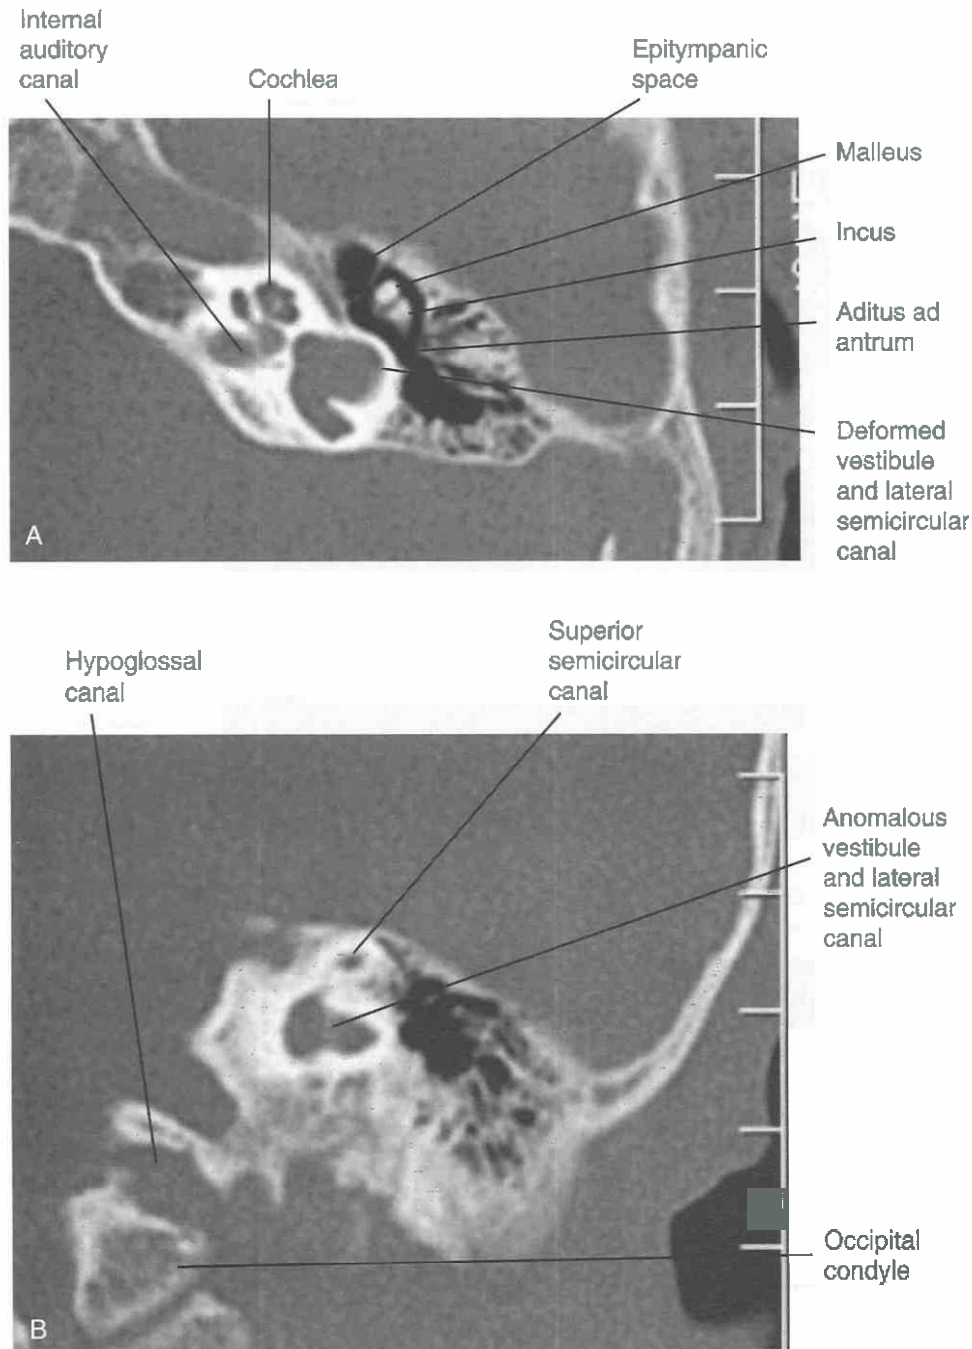 Internal
auditory
canal
Cochlea
Epitympanic
space
Malleus
Incus
Aditus ad
antrum
Deformed
vestibule
and lateral
semicircular
canal
A
Hypoglossal
canal
Superior
semicircular
canal
Anomalous
vestibule
and lateral
semicircular
canal
Occipital
condyle
B